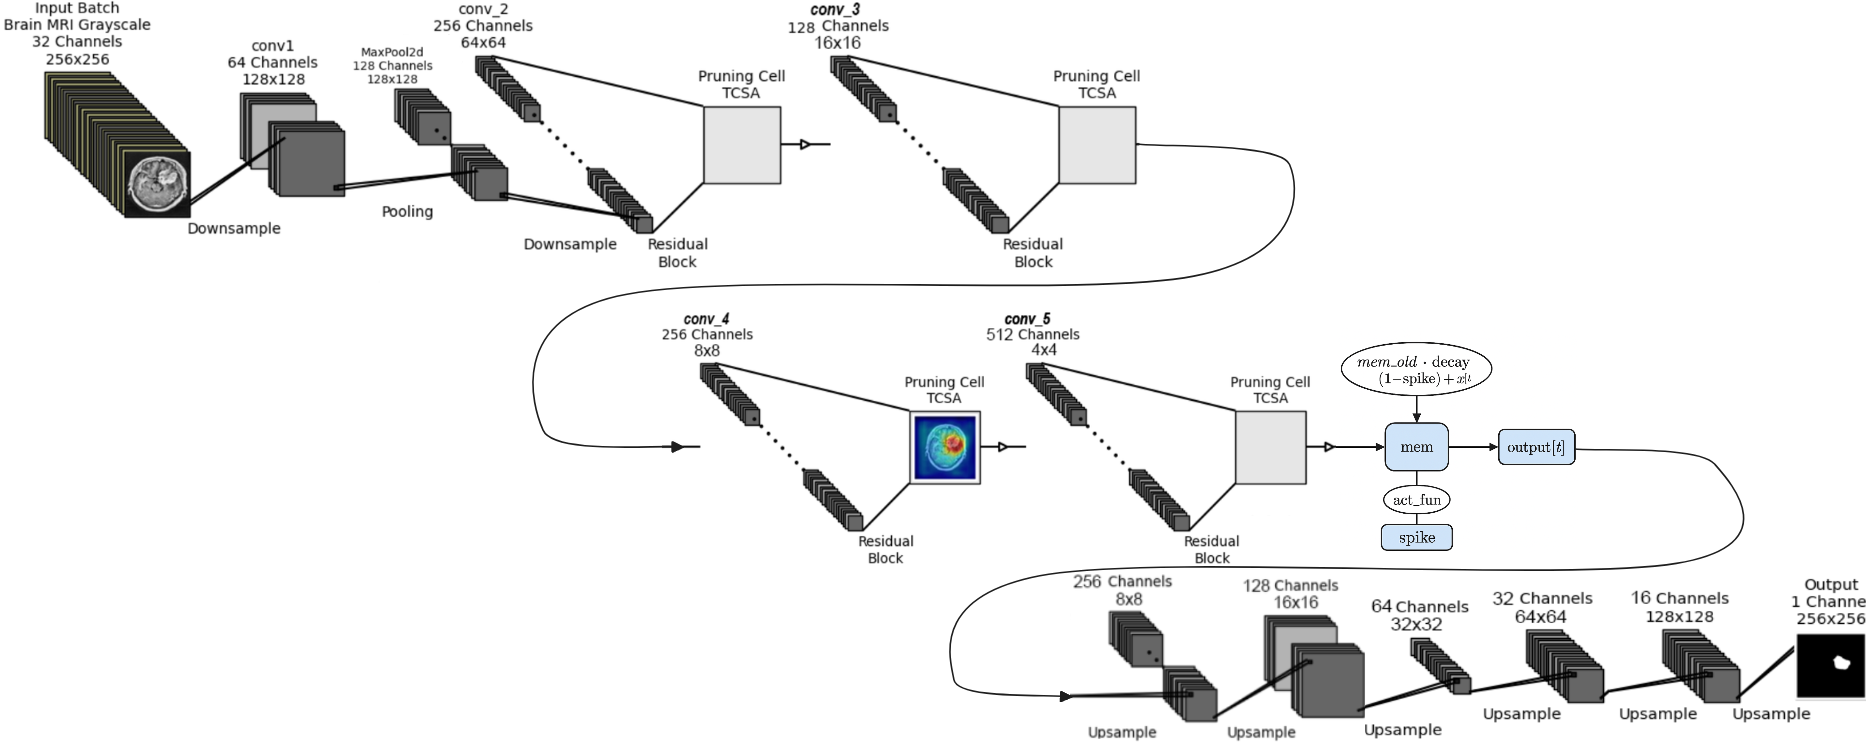 Input Batch
Brain MRI Grayscale
32 Channels
256x256
conv1
64 Channels
128x128
MaxPool2d
128 Channels
128x128
conv_2
256 Channels
64x64
Pruning Cell
TCSA
conv_3
128 Channels
16x16
Pruning Cell
TCSA
Downsample
Pooling
Downsample
Residual
Block
Residual
Block
conv_4
256 Channels
8x8
Pruning Cell
TCSA
conv_5
512 Channels
4x4
Pruning Cell
TCSA
mem_old · decay
(1−spike) + x[t
mem
output[t]
act_fun
spike
Residual
Block
Residual
Block
256 Channels
8x8
128 Channels
16x16
64 Channels
32x32
32 Channels
64x64
16 Channels
128x128
Output
1 Channe
256x256
Upsample
Upsample
Upsample
Upsample
Upsample
Upsample